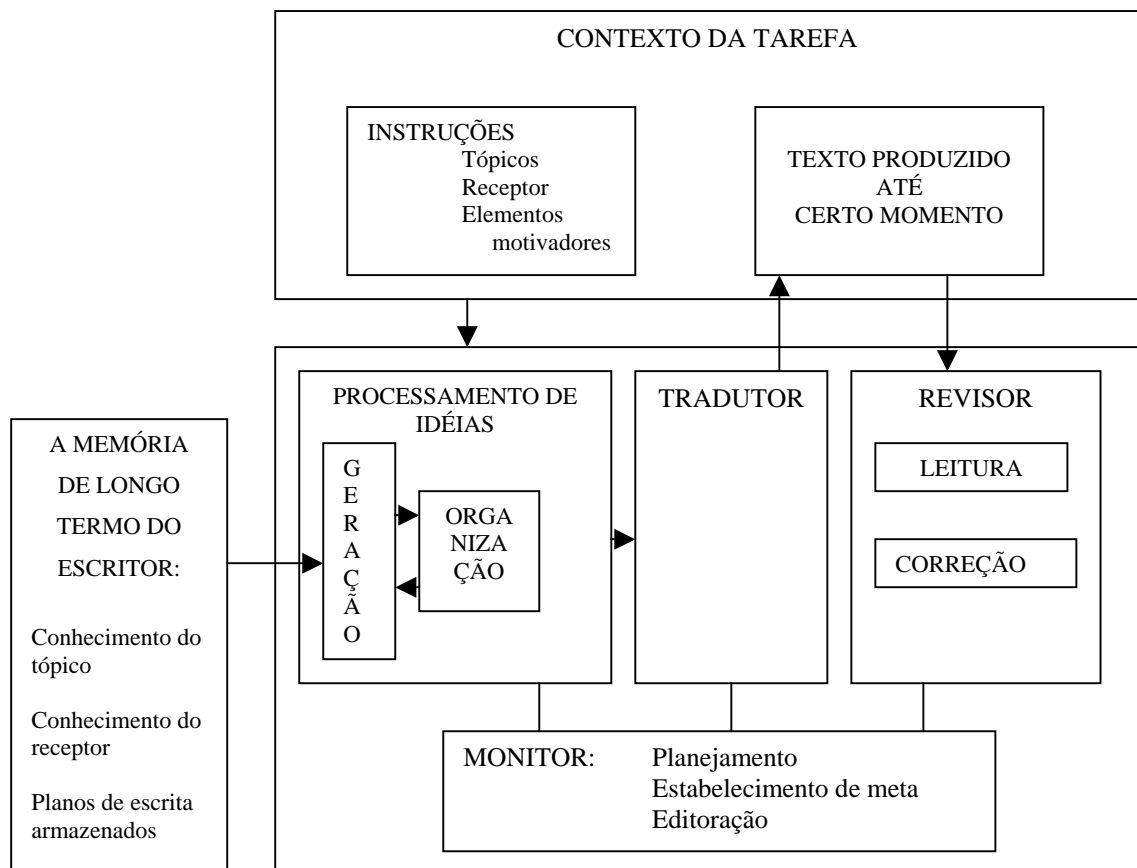 CONTEXTO DA TAREFA
INSTRUÇÕES
Tópicos
Receptor
Elementos
motivadores
TEXTO PRODUZIDO
ATÉ
CERTO MOMENTO
PROCESSAMENTO DE
IDÉIAS
G
E
R
A
Ç
Ã
O
ORGA
NIZA
ÇÃO
TRADUTOR
REVISOR
LEITURA
CORREÇÃO
A MEMÓRIA
DE LONGO
TERMO DO
ESCRITOR:
Conhecimento do
tópico
Conhecimento do
receptor
Planos de escrita
armazenados
MONITOR: Planejamento
Estabelecimento de meta
Editoração